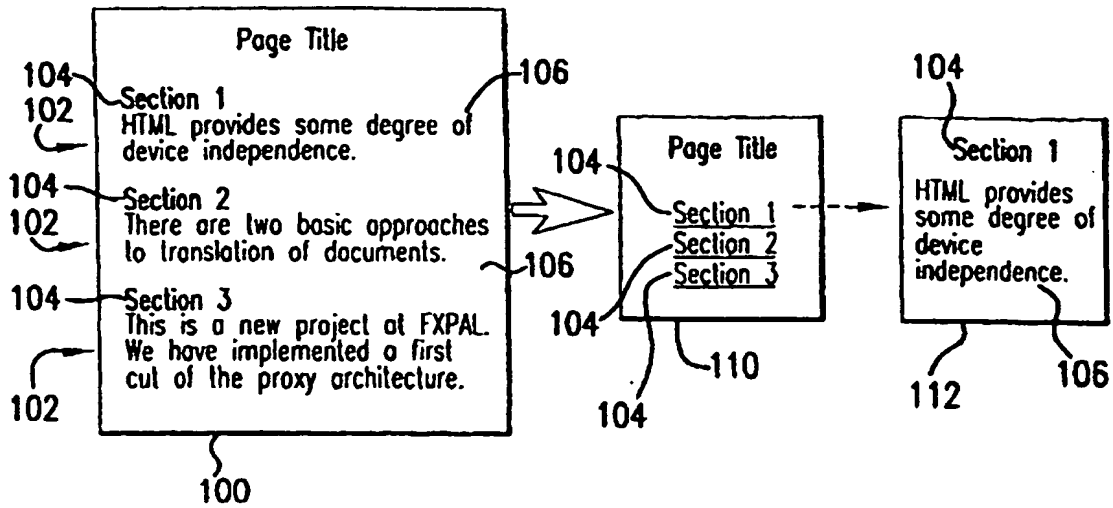 Page Title
104
106
Section 1
102
HTML provides some degree of
device independence.
104
Section 2
102
There are two basic approaches
to translation of documents.
106
104
Section 3
This is a new project at FXPAL.
We have implemented a first
cut of the proxy architecture.
102
100
Page Title
104
Section 1
Section 2
Section 3
104
104
110
104
Section 1
HTML provides
some degree of
device
independence.
106
112